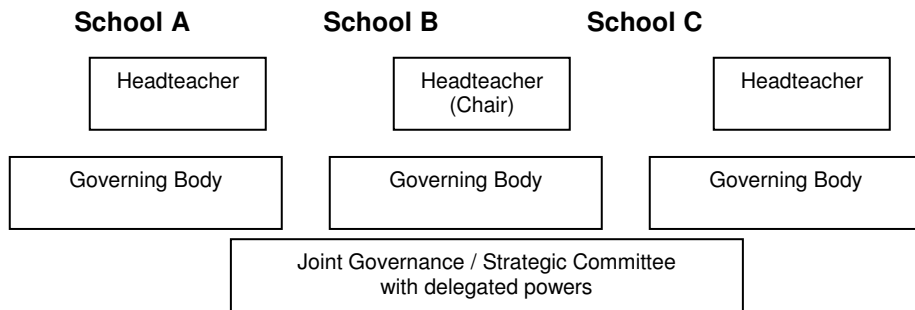 School A School B School C
Headteacher Headteacher Headteacher
(Chair)
Governing Body Governing Body Governing Body
Joint Governance / Strategic Committee
with delegated powers